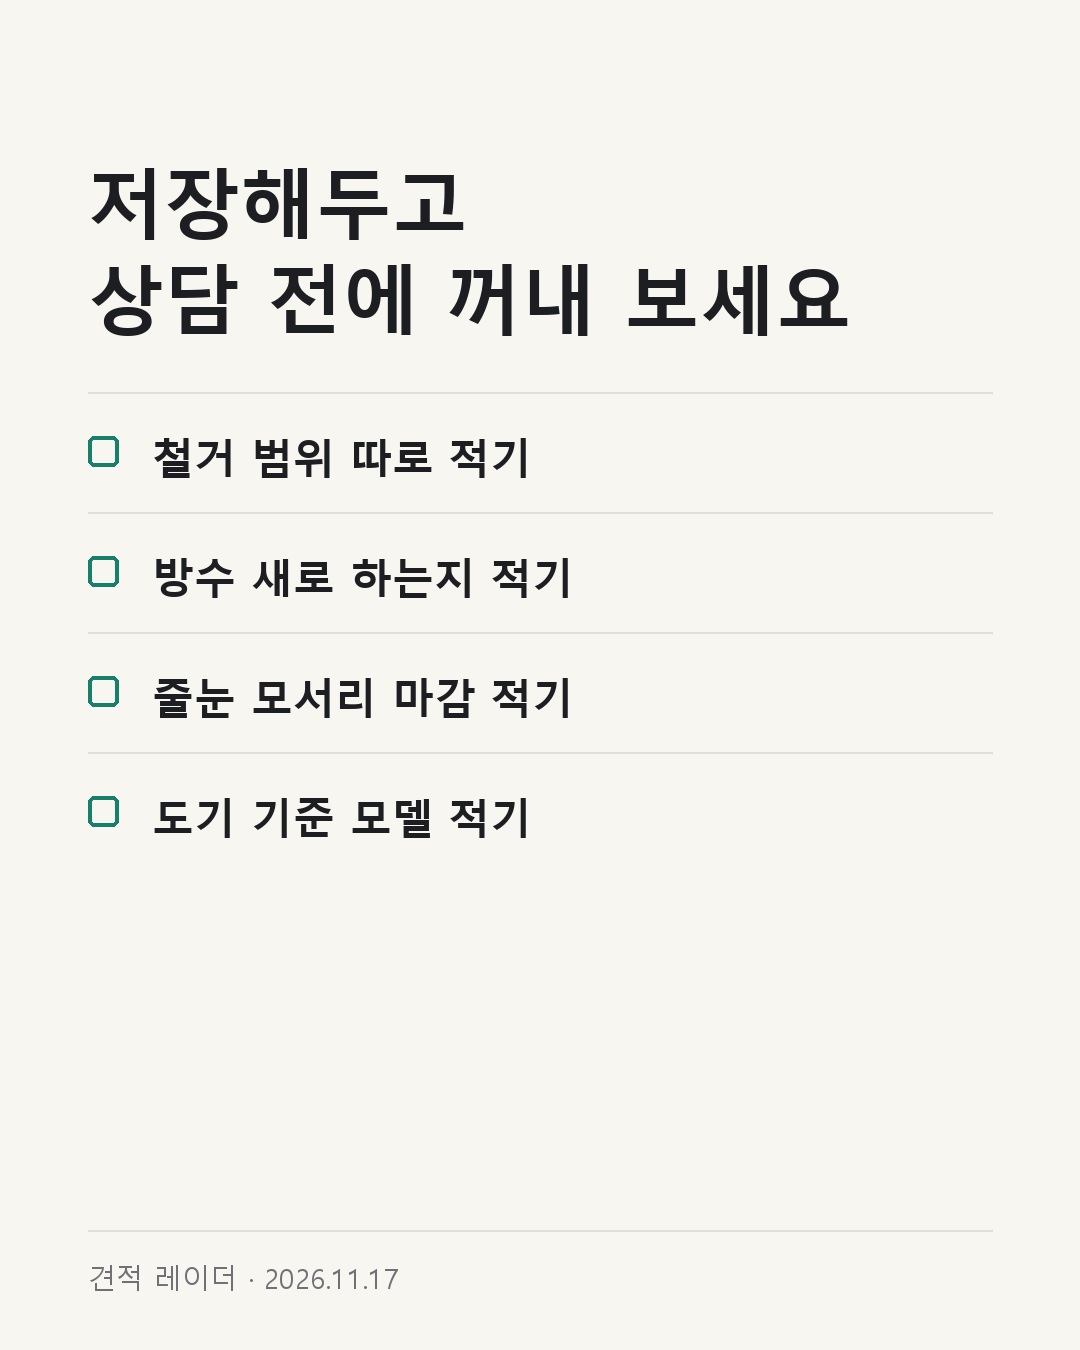 저장해두고
상담 전에 꺼내 보세요
철거 범위 따로 적기
방수 새로 하는지 적기
줄눈 모서리 마감 적기
도기 기준 모델 적기
견적 레이더 · 2026.11.17